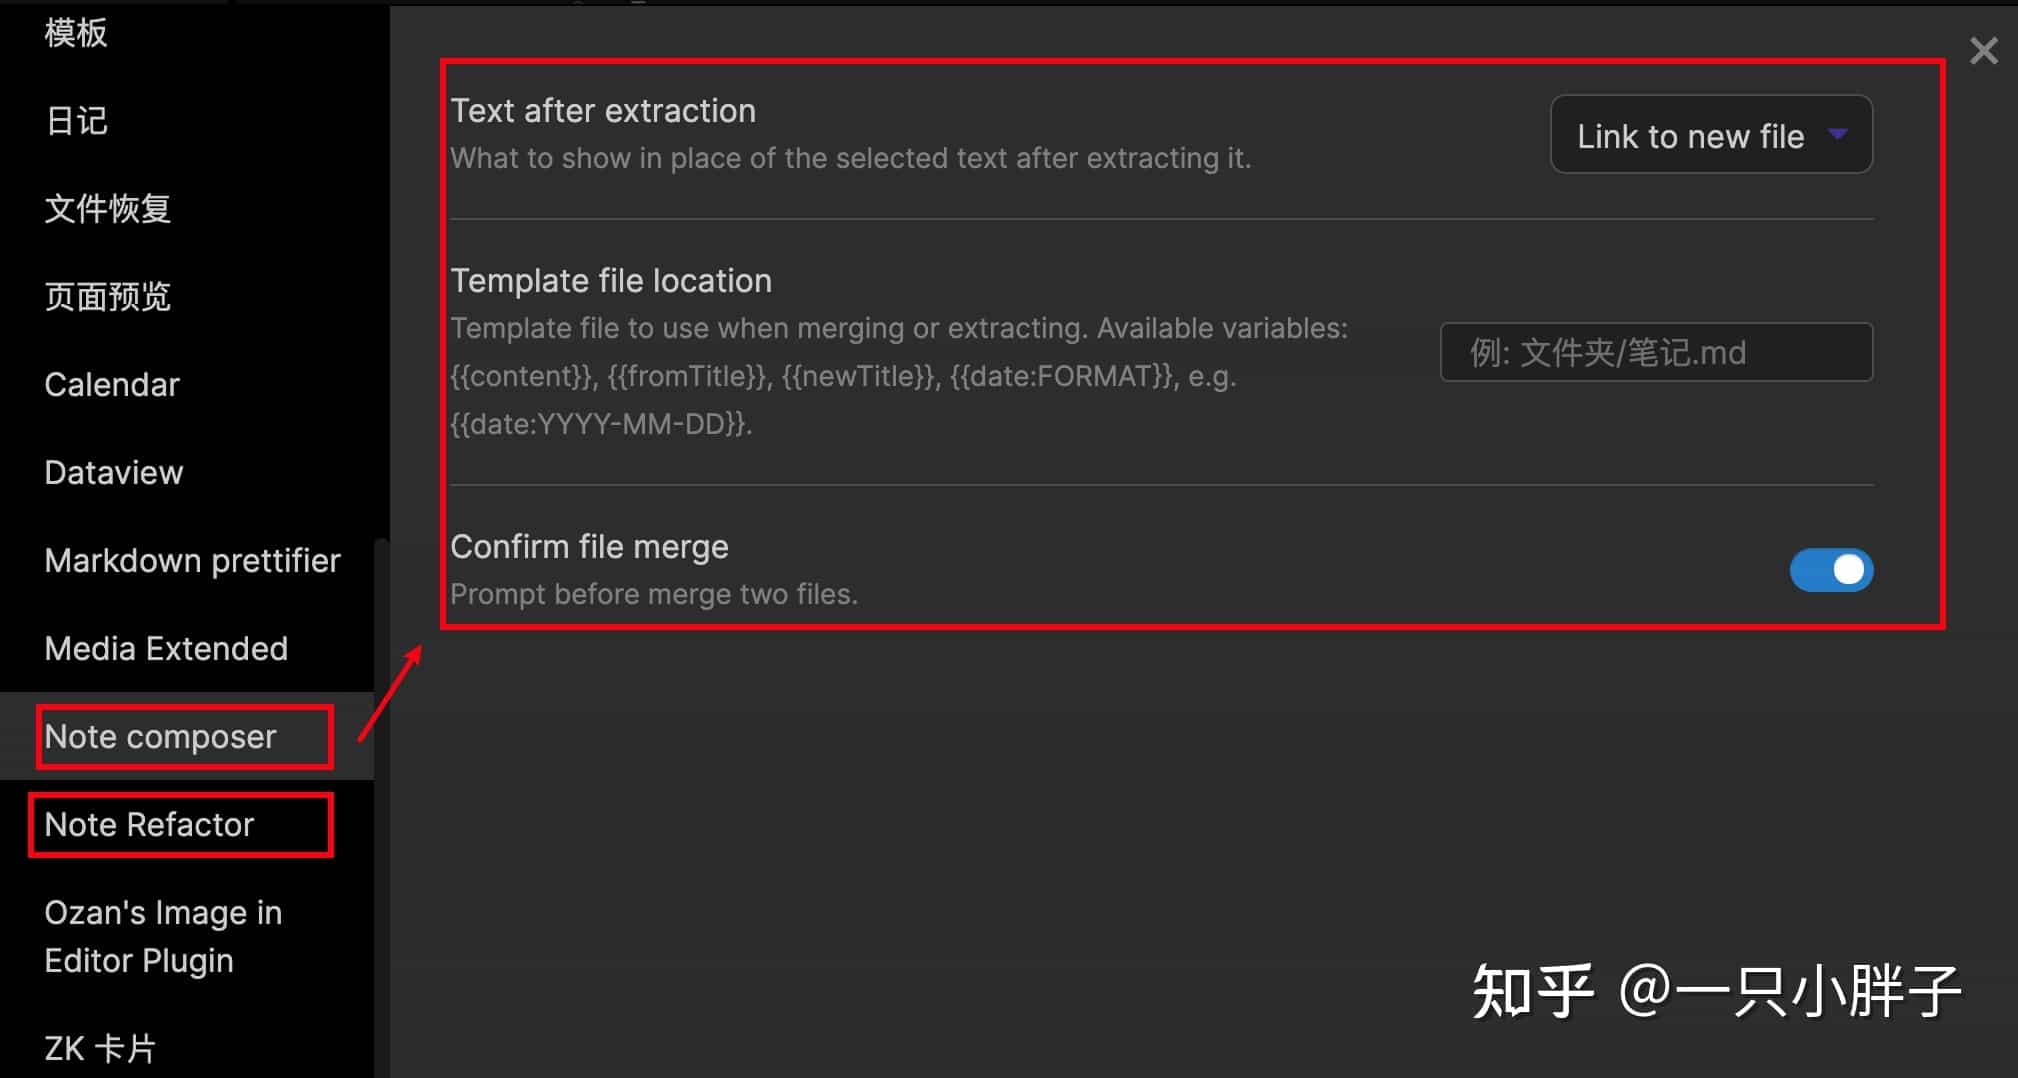 模板
日记
文件恢复
页面预览
Calendar
Dataview
Markdown prettifier
Media Extended
Note composer
Note Refactor
Ozan's Image in
Editor Plugin
ZK 卡片
Text after extraction
What to show in place of the selected text after extracting it.
Link to new file
Template file location
Template file to use when merging or extracting. Available variables:
{{content}}, {{fromTitle}}, {{newTitle}}, {{date:FORMAT}}, e.g.
{{date:YYYY-MM-DD}}.
例: 文件夹/笔记.md
Confirm file merge
Prompt before merge two files.
知乎 @一只小胖子